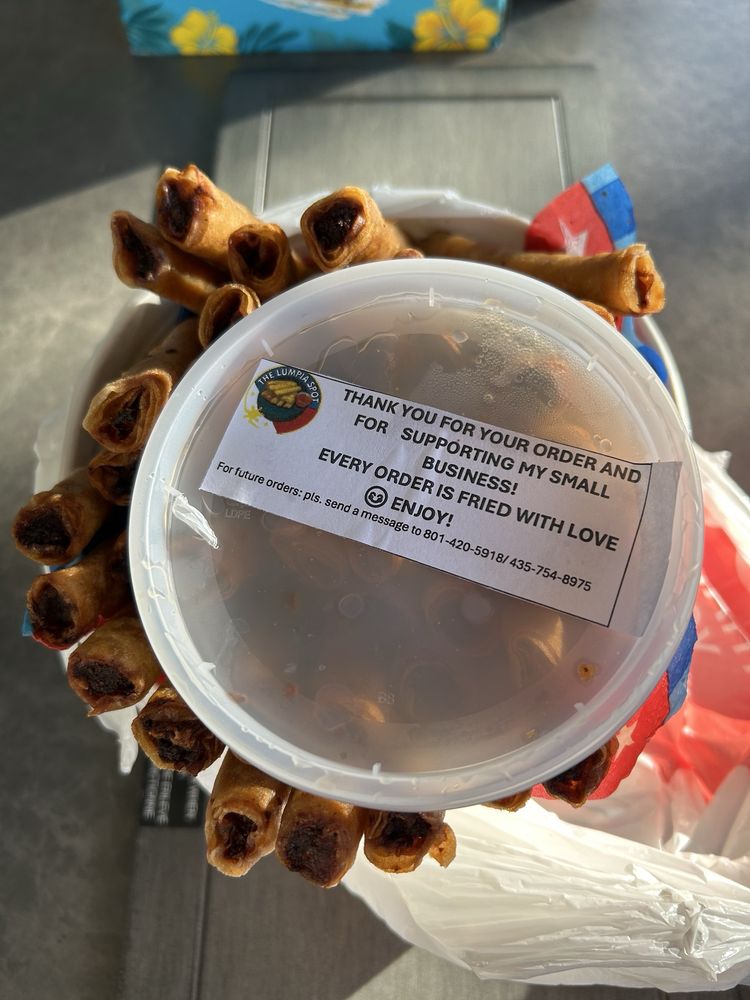 THE LUMPIA SPOT
THANK YOU FOR YOUR ORDER AND
FOR SUPPORTING MY SMALL
BUSINESS!
EVERY ORDER IS FRIED WITH LOVE
ENJOY!
For future orders: pls. send a message to 801-420-5918/ 435-754-8975
LDPE